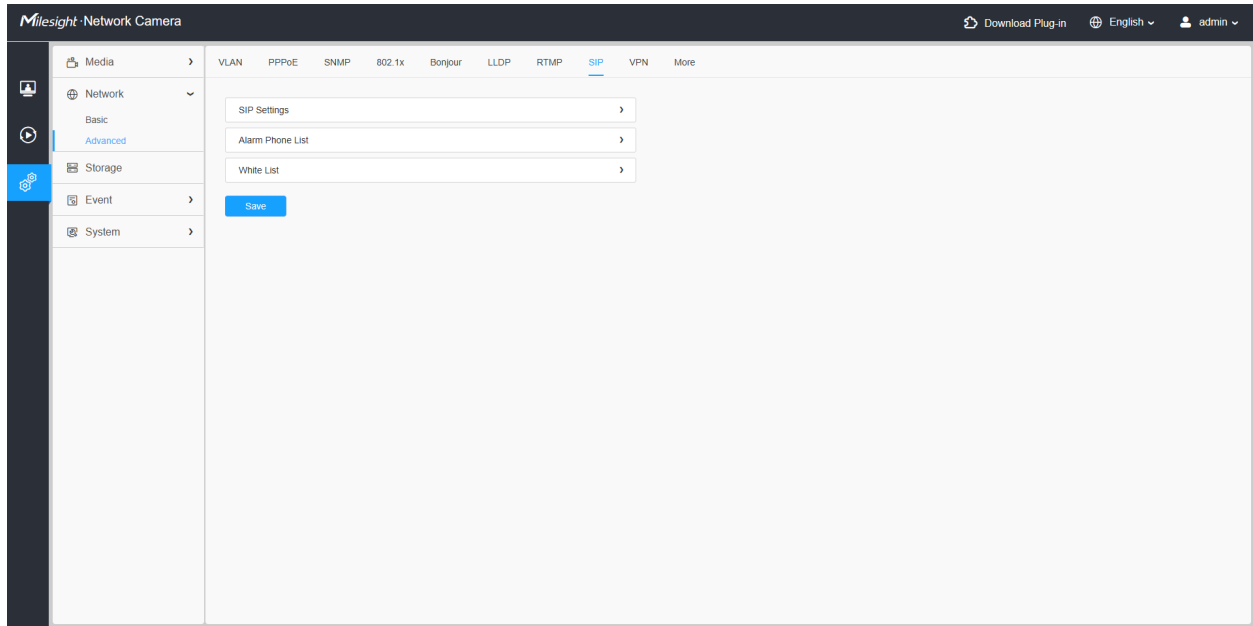 Milesight · Network Camera
Download Plug-in
English
admin
Media
Network
Basic
Advanced
Storage
Event
System
VLAN PPPoE SNMP 802.1x Bonjour LLDP RTMP SIP VPN More
SIP Settings
Alarm Phone List
White List
Save